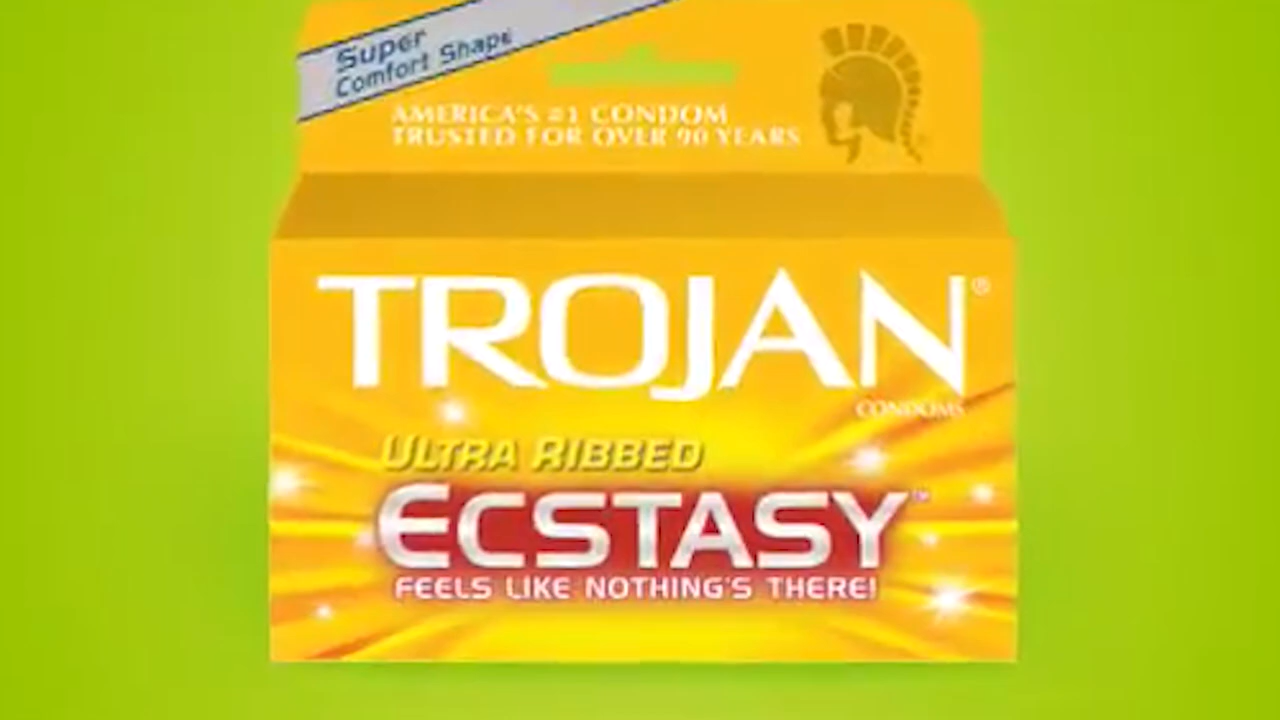 Super
Comfort Shape
AMERICA'S #1 CONDOM
TRUSTED FOR OVER 90 YEARS
TROJAN®
CONDOMS
ULTRA RIBBED
ECSTASY™
FEELS LIKE NOTHING'S THERE!